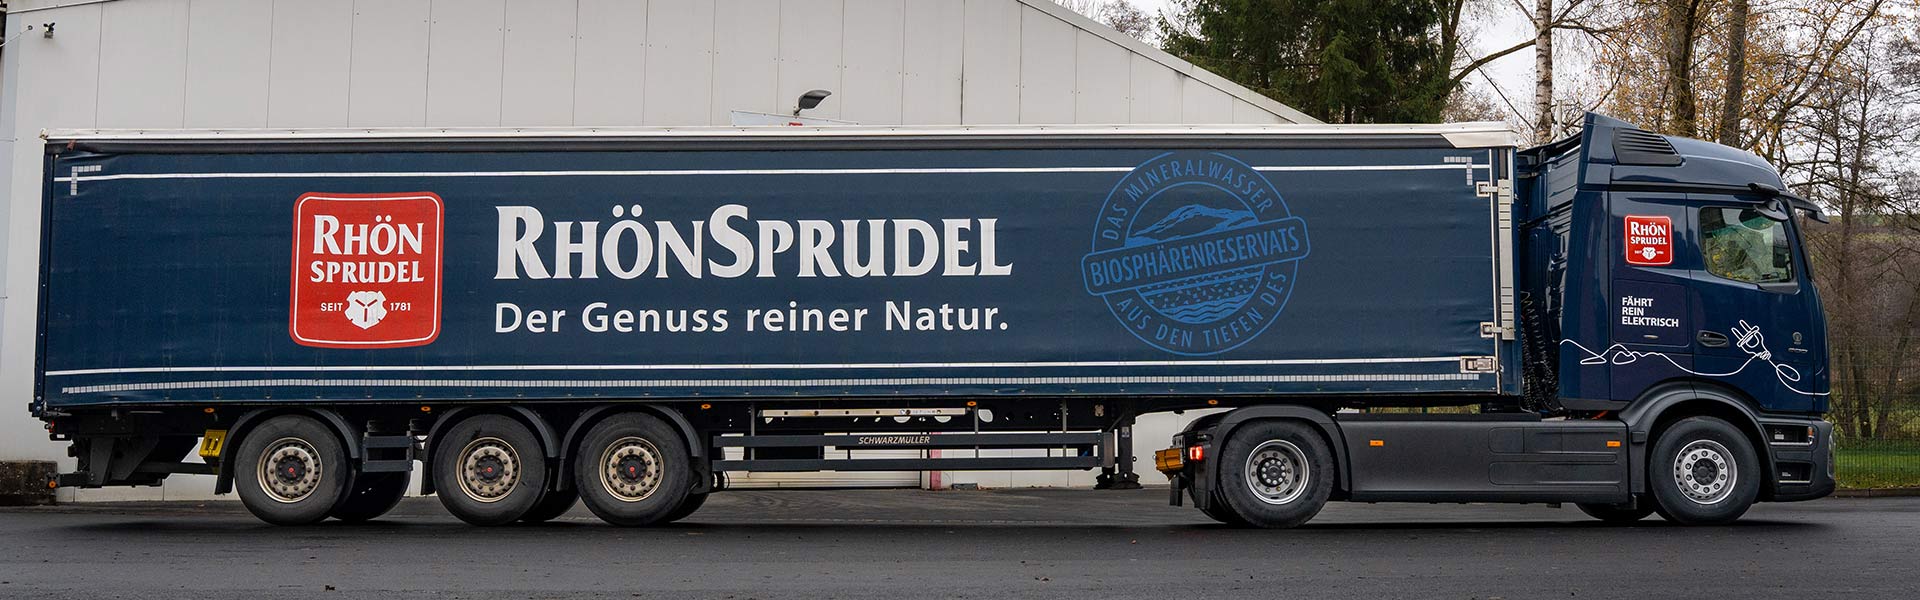 RHÖN
SPRUDEL
SEIT 1781
RHÖNSPRUDEL
Der Genuss reiner Natur.
DAS MINERALWASSER
AUS DEN TIEFEN DES
BIOSPHÄRENRESERVATS
RHÖN
SPRUDEL
FÄHRT
REIN
ELEKTRISCH
SCHWARZMÜLLER